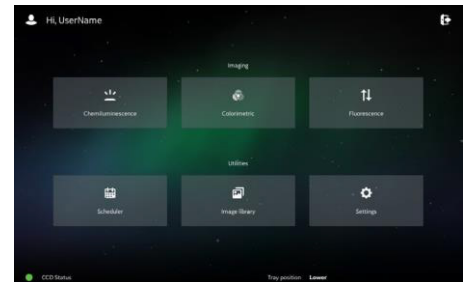 Hi, UserName
Imaging
Chemiluminescence
Colorimetric
Fluorescence
Utilities
Scheduler
Image library
Settings
CCD Status
Tray position Lower